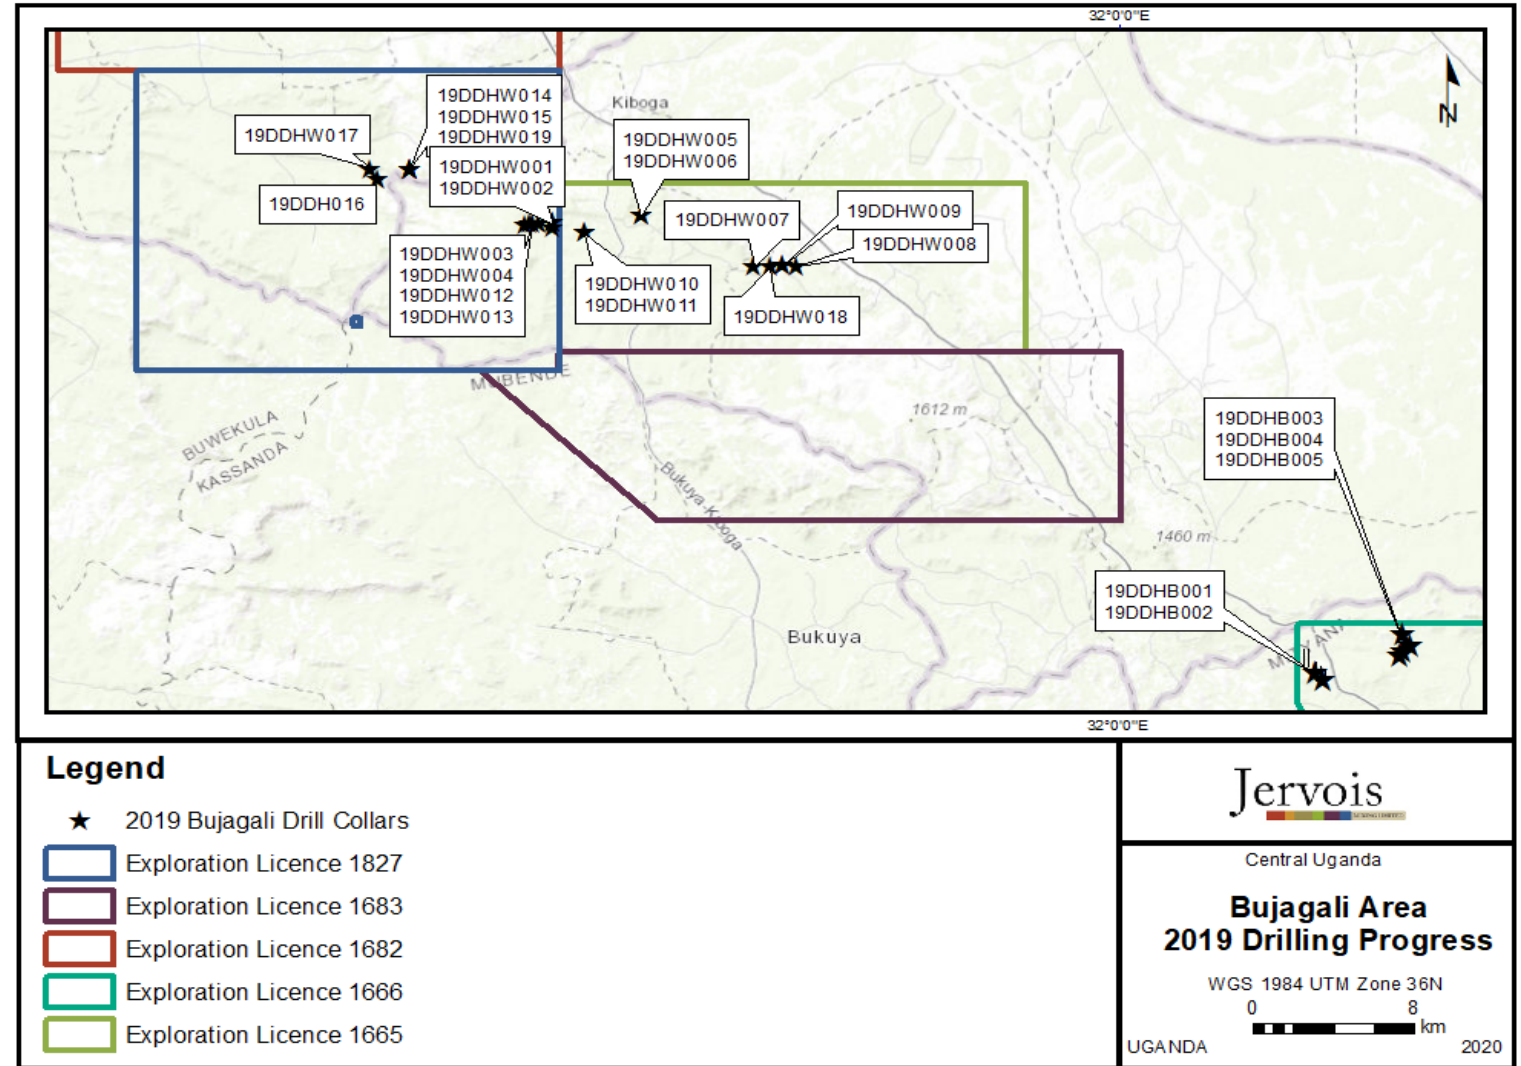 32°0'0"E
19DDHW014
19DDHW015
19DDHW019
Kiboga
19DDHW017
19DDHW005
19DDHW006
19DDHW001
19DDHW002
19DDH016
19DDHW007
19DDHW009
19DDHW008
19DDHW003
19DDHW004
19DDHW012
19DDHW013
19DDHW010
19DDHW011
19DDHW018
MUBENDE
1612 m
BUWEKULA
KASSANDA
19DDHB003
19DDHB004
19DDHB005
Bukuya-Kiboga
1460 m
19DDHB001
19DDHB002
Bukuya
N
32°0'0"E
Legend
2019 Bujagali Drill Collars
Exploration Licence 1827
Exploration Licence 1683
Exploration Licence 1682
Exploration Licence 1666
Exploration Licence 1665
Jervois
Central Uganda
Bujagali Area
2019 Drilling Progress
WGS 1984 UTM Zone 36N
0 8
km
UGANDA 2020